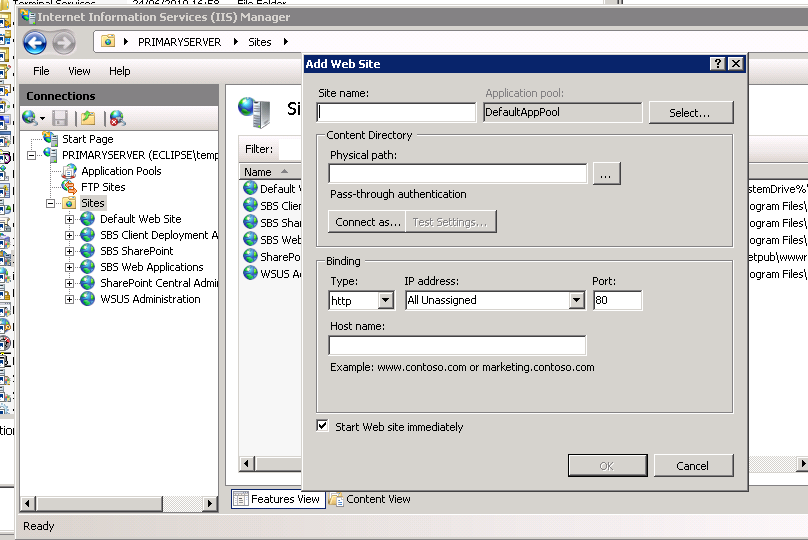 Internet Information Services (IIS) Manager
PRIMARYSERVER
Sites
File View Help
Connections
Start Page
PRIMARYSERVER (ECLIPSE\temp
Application Pools
FTP Sites
Sites
Default Web Site
SBS Client Deployment A
SBS SharePoint
SBS Web Applications
SharePoint Central Admi
WSUS Administration
Si
Filter:
Name
Default W
SBS Clien
SBS Sha
SBS Web
SharePo
WSUS Ad
stemDrive%\
ogram Files\
ogram Files\
ogram Files\
etpub\wwwr
ogram Files\
Add Web Site
Site name:
Application pool:
DefaultAppPool
Select...
Content Directory
Physical path:
...
Pass-through authentication
Connect as...
Test Settings...
Binding
Type:
IP address:
Port:
http
All Unassigned
80
Host name:
Example: www.contoso.com or marketing.contoso.com
Start Web site immediately
OK
Cancel
Features View
Content View
Ready